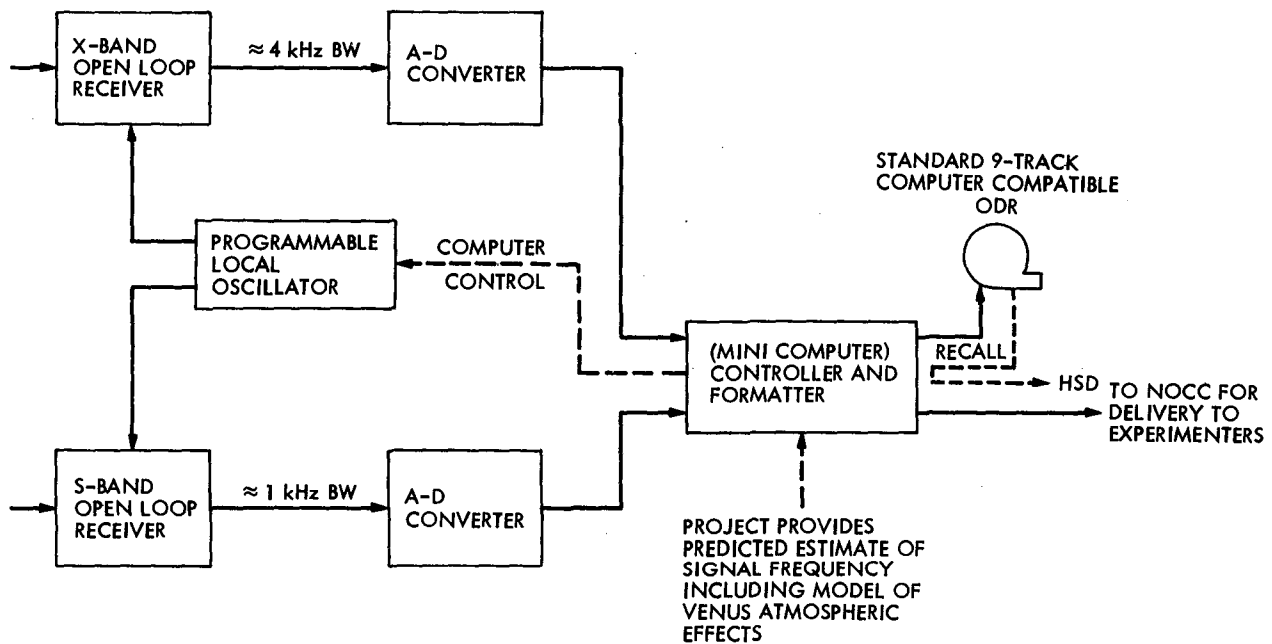 X-BAND
OPEN LOOP
RECEIVER
≈ 4 kHz BW
A-D
CONVERTER
STANDARD 9-TRACK
COMPUTER COMPATIBLE
ODR
PROGRAMMABLE
LOCAL
OSCILLATOR
COMPUTER
CONTROL
(MINI COMPUTER)
CONTROLLER AND
FORMATTER
RECALL
HSD
TO NOCC FOR
DELIVERY TO
EXPERIMENTERS
S-BAND
OPEN LOOP
RECEIVER
≈ 1 kHz BW
A-D
CONVERTER
PROJECT PROVIDES
PREDICTED ESTIMATE OF
SIGNAL FREQUENCY
INCLUDING MODEL OF
VENUS ATMOSPHERIC
EFFECTS